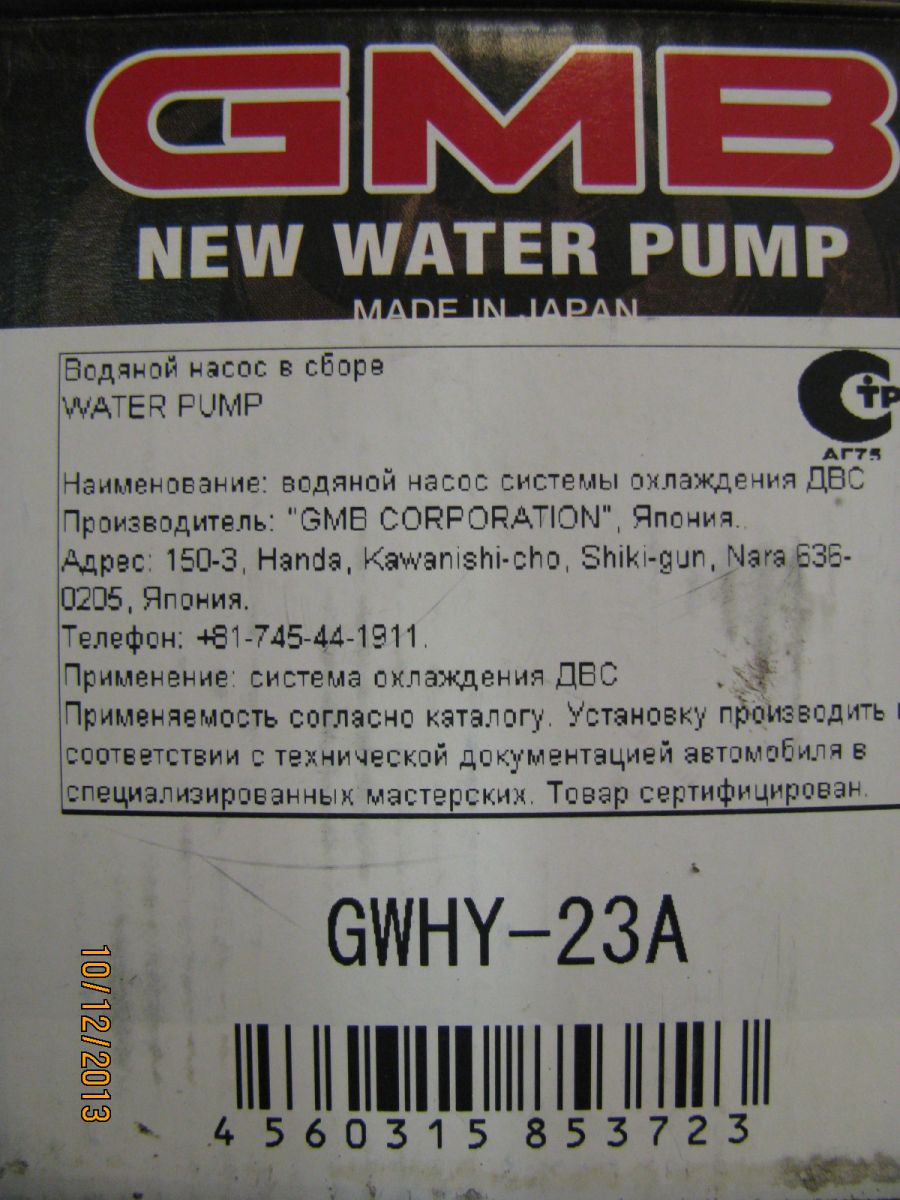 GMB
NEW WATER PUMP
MADE IN JAPAN
Водяной насос в сборе
WATER PUMP
ТР
АГ75
Наименование: водяной насос системы охлаждения ДВС
Производитель: "GMB CORPORATION", Япония..
Адрес: 150-3, Handa, Kawanishi-cho, Shiki-gun, Nara 636-
0205, Япония.
Телефон: +81-745-44-1911.
Применение: система охлаждения ДВС
Применяемость согласно каталогу. Установку производить
соответствии с технической документацией автомобиля в
специализированных мастерских. Товар сертифицирован.
GWHY-23A
4 560315 853723
10/12/2013